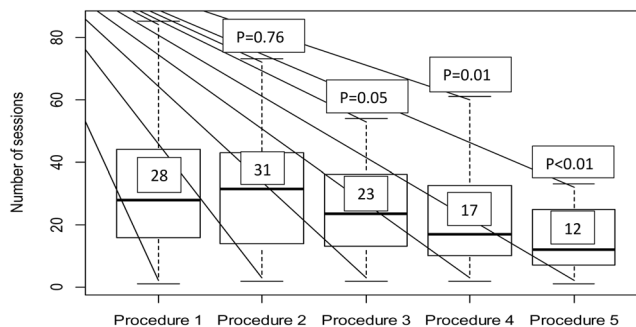 Number of sessions
80
60
40
20
0
P=0.76
P=0.05
P=0.01
P<0.01
28
31
23
17
12
Procedure 1
Procedure 2
Procedure 3
Procedure 4
Procedure 5